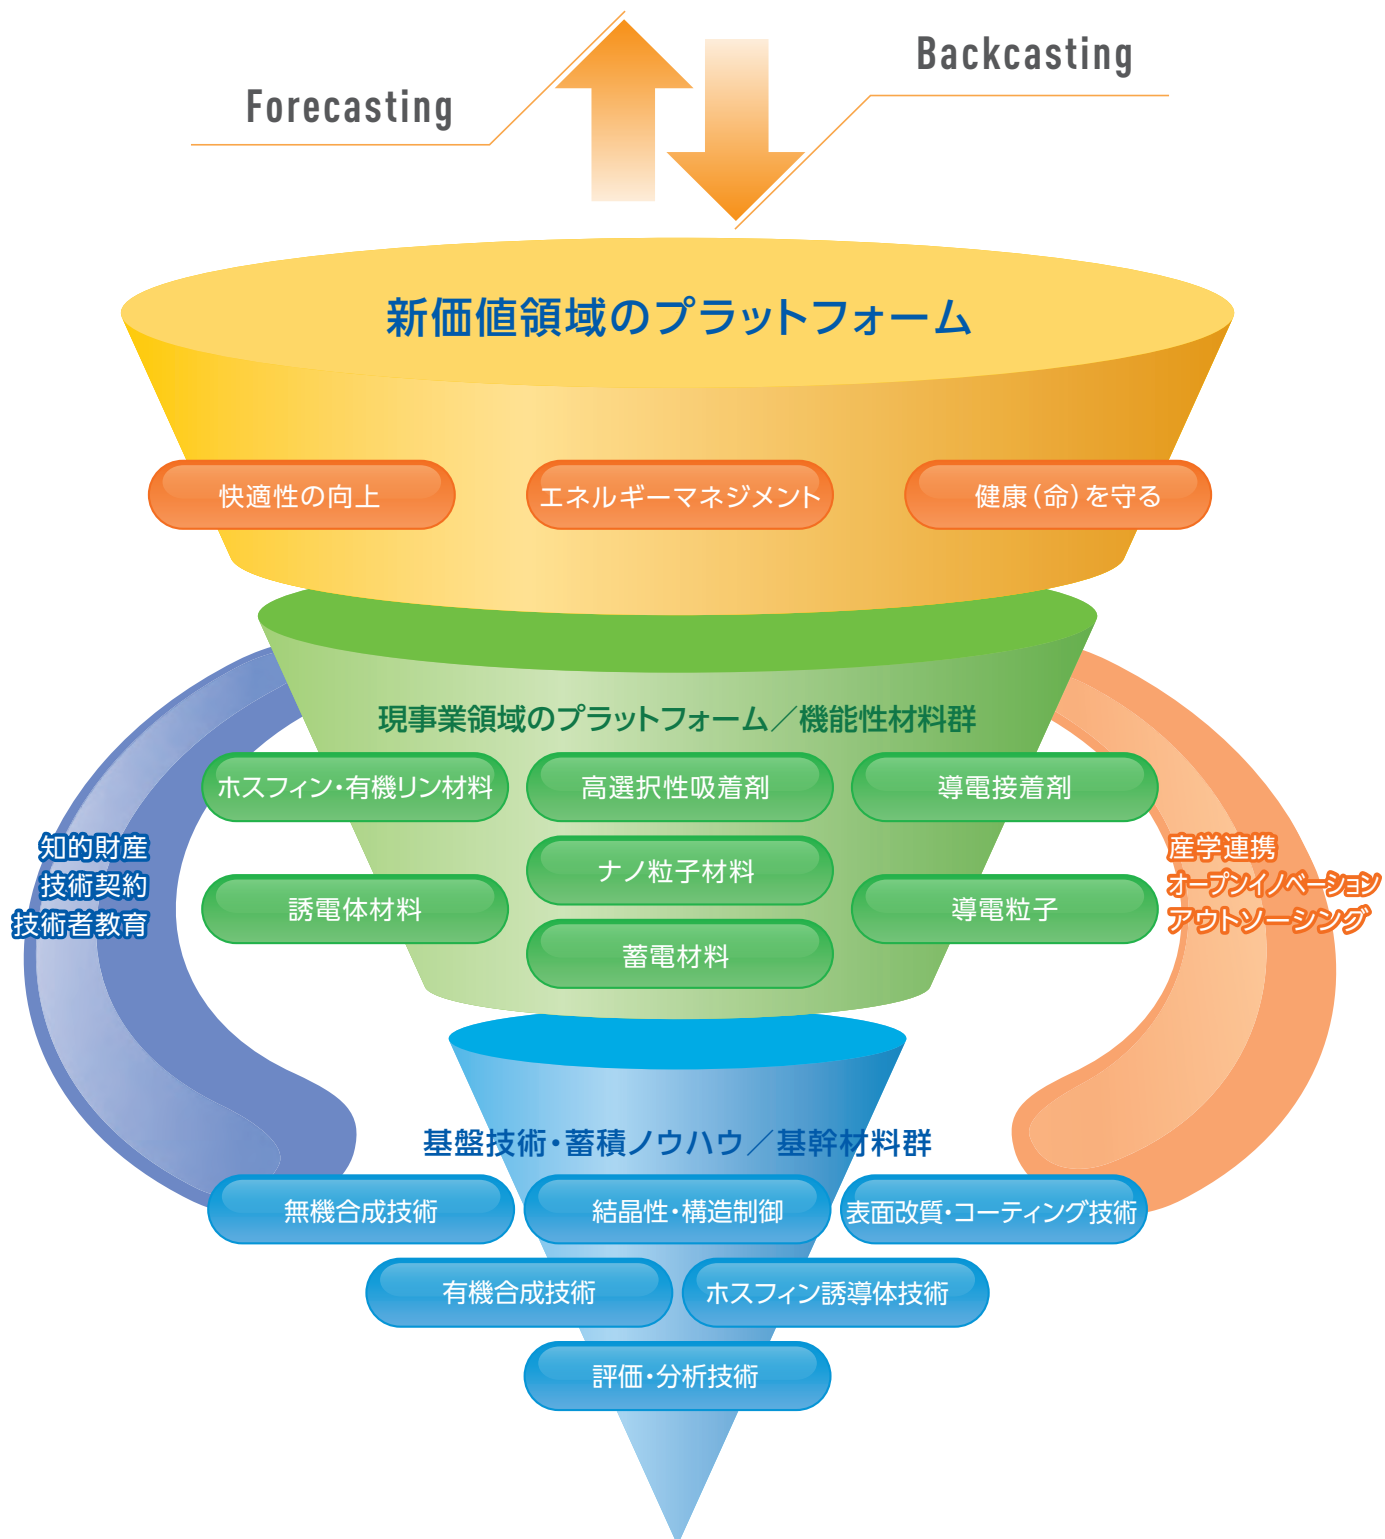 Backcasting
Forecasting
新価値領域のプラットフォーム
快適性の向上
エネルギーマネジメント
健康（命）を守る
現事業領域のプラットフォーム／機能性材料群
ホスフィン・有機リン材料
高選択性吸着剤
導電接着剤
ナノ粒子材料
誘電体材料
導電粒子
蓄電材料
知的財産
技術契約
技術者教育
産学連携
オープンイノベーション
アウトソーシング
基盤技術・蓄積ノウハウ／基幹材料群
無機合成技術
結晶性・構造制御
表面改質・コーティング技術
有機合成技術
ホスフィン誘導体技術
評価・分析技術